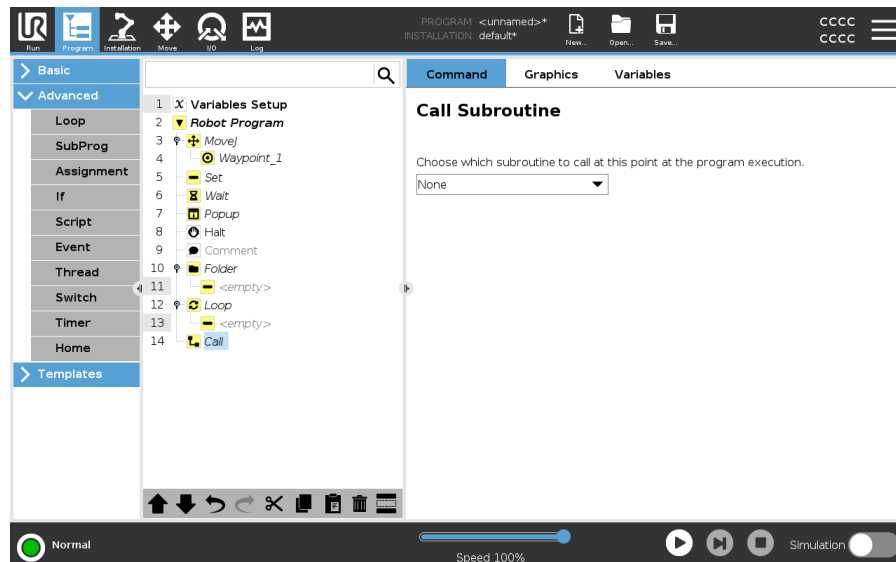 PROGRAM <unnamed>*
INSTALLATION default*
CCCC
CCCC
Run
Program
Installation
Move
I/O
Log
New...
Open...
Save...
Basic
Advanced
Loop
SubProg
Assignment
If
Script
Event
Thread
Switch
Timer
Home
Templates
1 X Variables Setup
2 Robot Program
3 MoveJ
4 Waypoint_1
5 Set
6 Wait
7 Popup
8 Halt
9 Comment
10 Folder
11 <empty>
12 Loop
13 <empty>
14 Call
Command Graphics Variables
Call Subroutine
Choose which subroutine to call at this point at the program execution.
None
Normal
Speed 100%
Simulation